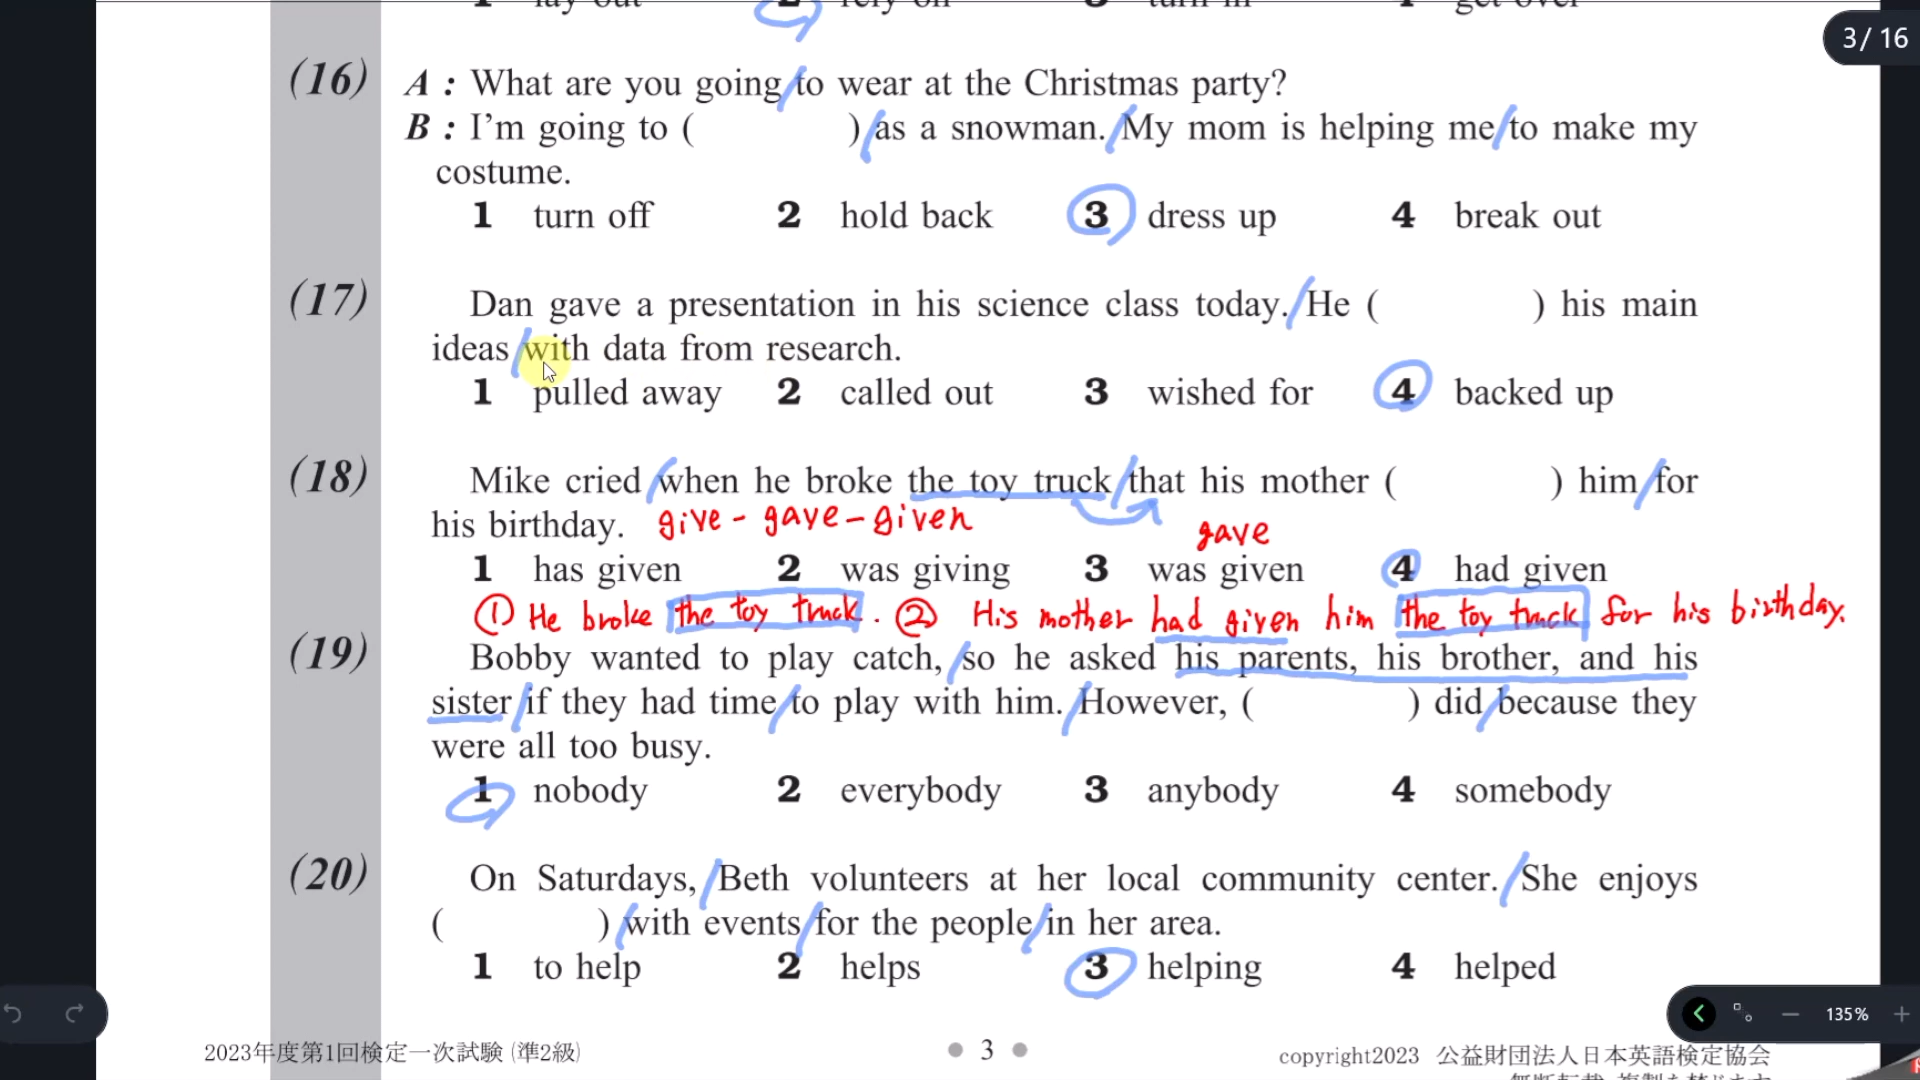 3 / 16
(16) A : What are you going to wear at the Christmas party?
B : I'm going to ( ) as a snowman. My mom is helping me to make my
costume.
1 turn off 2 hold back 3 dress up 4 break out
(17) Dan gave a presentation in his science class today. He ( ) his main
ideas with data from research.
1 pulled away 2 called out 3 wished for 4 backed up
(18) Mike cried when he broke the toy truck that his mother ( ) him for
his birthday. give - gave - given
gave
1 has given 2 was giving 3 was given 4 had given
① He broke the toy truck. ② His mother had given him the toy truck for his birthday.
(19) Bobby wanted to play catch, so he asked his parents, his brother, and his
sister if they had time to play with him. However, ( ) did because they
were all too busy.
1 nobody 2 everybody 3 anybody 4 somebody
(20) On Saturdays, Beth volunteers at her local community center. She enjoys
( ) with events for the people in her area.
1 to help 2 helps 3 helping 4 helped
135%
2023年度第1回検定一次試験 (準2級)
● 3 ●
copyright2023 公益財団法人日本英語検定協会